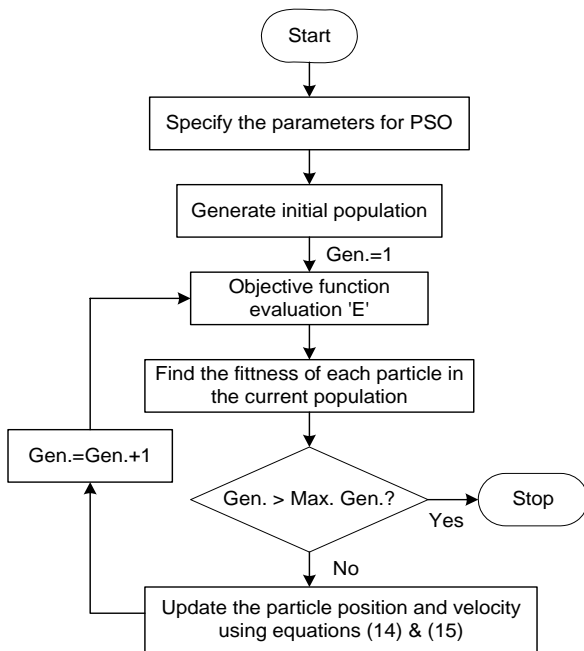 Start
Specify the parameters for PSO
Generate initial population
Gen.=1
Objective function
evaluation 'E'
Find the fittness of each particle in
the current population
Gen.=Gen.+1
Gen. > Max. Gen.?
Yes
Stop
No
Update the particle position and velocity
using equations (14) & (15)